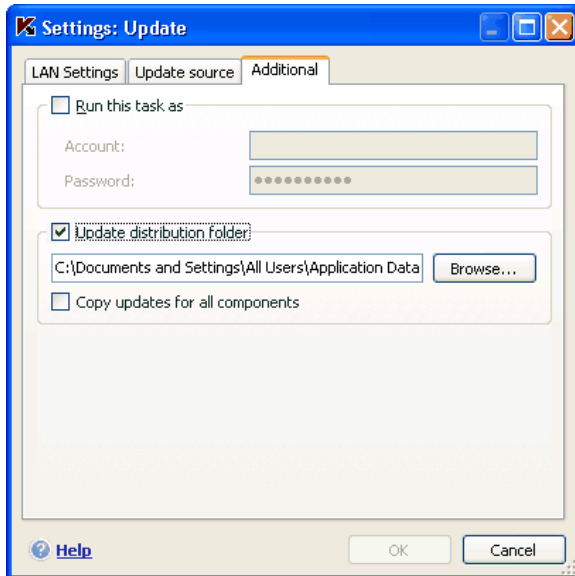 Settings: Update
LAN Settings Update source Additional
Run this task as
Account:
Password: ●●●●●●●●●●
Update distribution folder
C:\Documents and Settings\All Users\Application Data Browse...
Copy updates for all components
Help OK Cancel